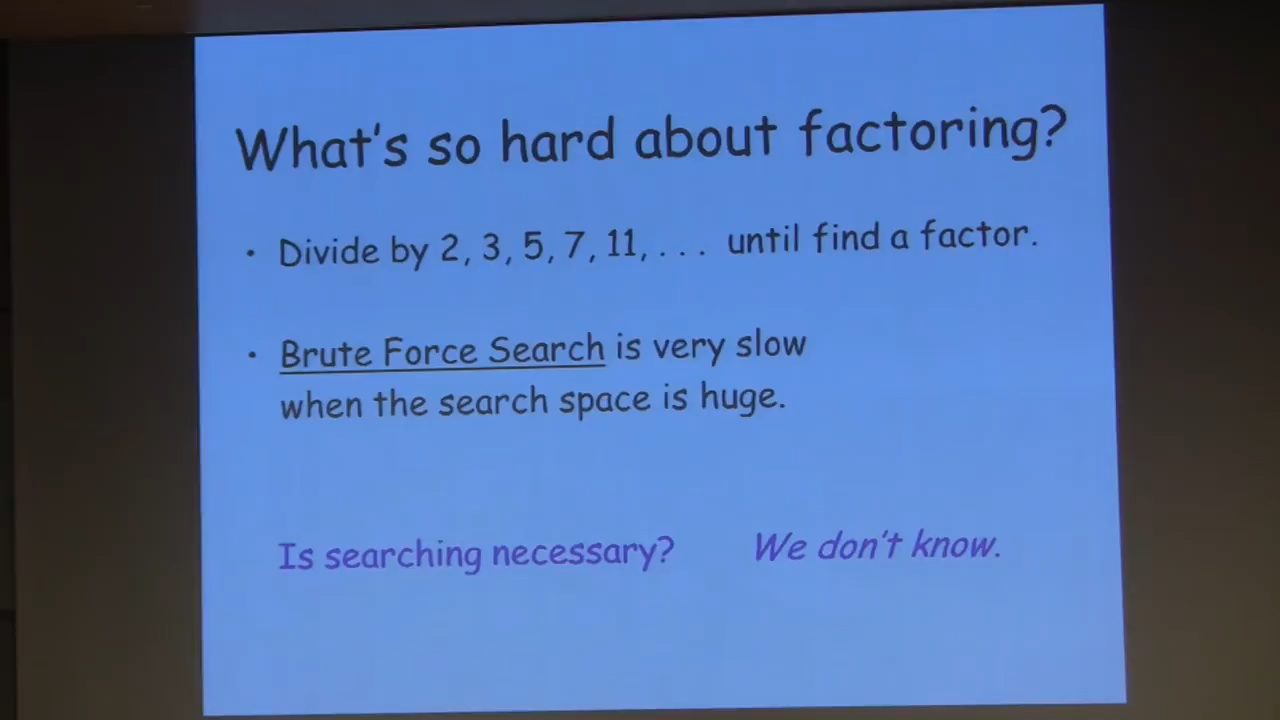 What's so hard about factoring?
• Divide by 2, 3, 5, 7, 11, . . . until find a factor.
• Brute Force Search is very slow
when the search space is huge.
Is searching necessary? We don't know.